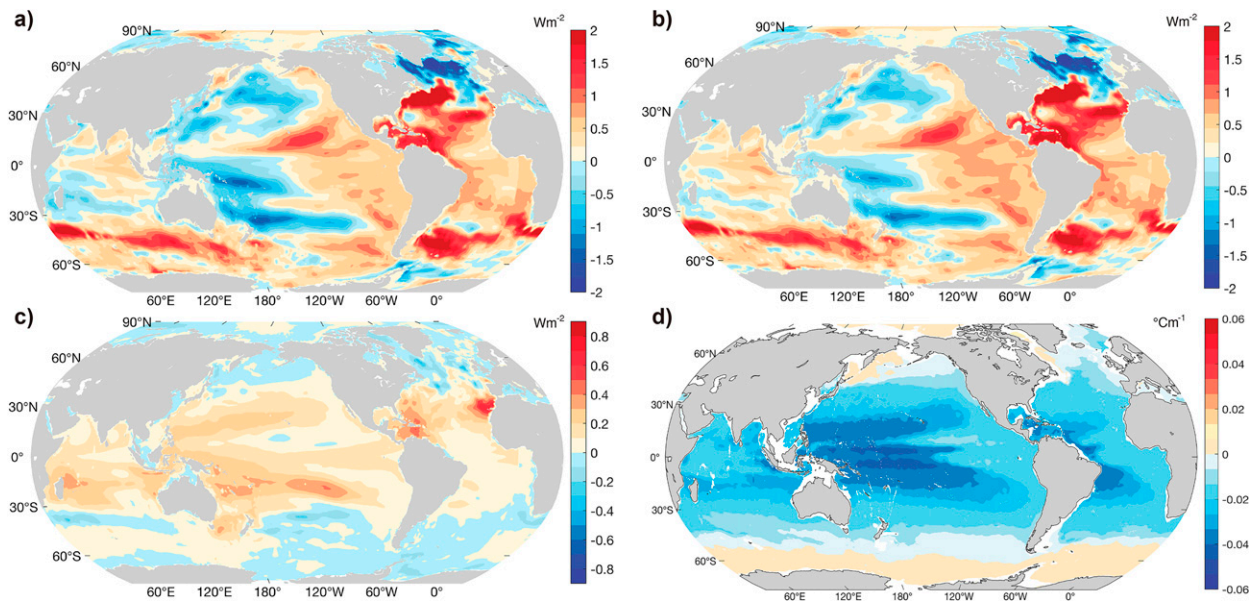 a)
Wm-2
90°N
60°N
30°N
0°
30°S
60°S
60°E 120°E 180° 120°W 60°W 0°
2
1.5
1
0.5
0
-0.5
-1
-1.5
-2
b)
Wm-2
90°N
60°N
30°N
0°
30°S
60°S
60°E 120°E 180° 120°W 60°W 0°
2
1.5
1
0.5
0
-0.5
-1
-1.5
-2
c)
Wm-2
90°N
60°N
30°N
0°
30°S
60°S
60°E 120°E 180° 120°W 60°W 0°
0.8
0.6
0.4
0.2
0
-0.2
-0.4
-0.6
-0.8
d)
°Cm-1
60°N
30°N
0°
30°S
60°S
60°E 120°E 180° 120°W 60°W 0°
0.06
0.04
0.02
0
-0.02
-0.04
-0.06